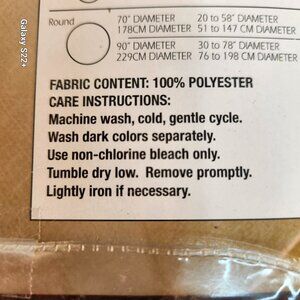 Round
70" DIAMETER 20 to 58" DIAMETER
178CM DIAMETER 51 to 147 CM DIAMETER
90" DIAMETER 30 to 78" DIAMETER
229CM DIAMETER 76 to 198 CM DIAMETER
FABRIC CONTENT: 100% POLYESTER
CARE INSTRUCTIONS:
Machine wash, cold, gentle cycle.
Wash dark colors separately.
Use non-chlorine bleach only.
Tumble dry low. Remove promptly.
Lightly iron if necessary.
Galaxy S22+